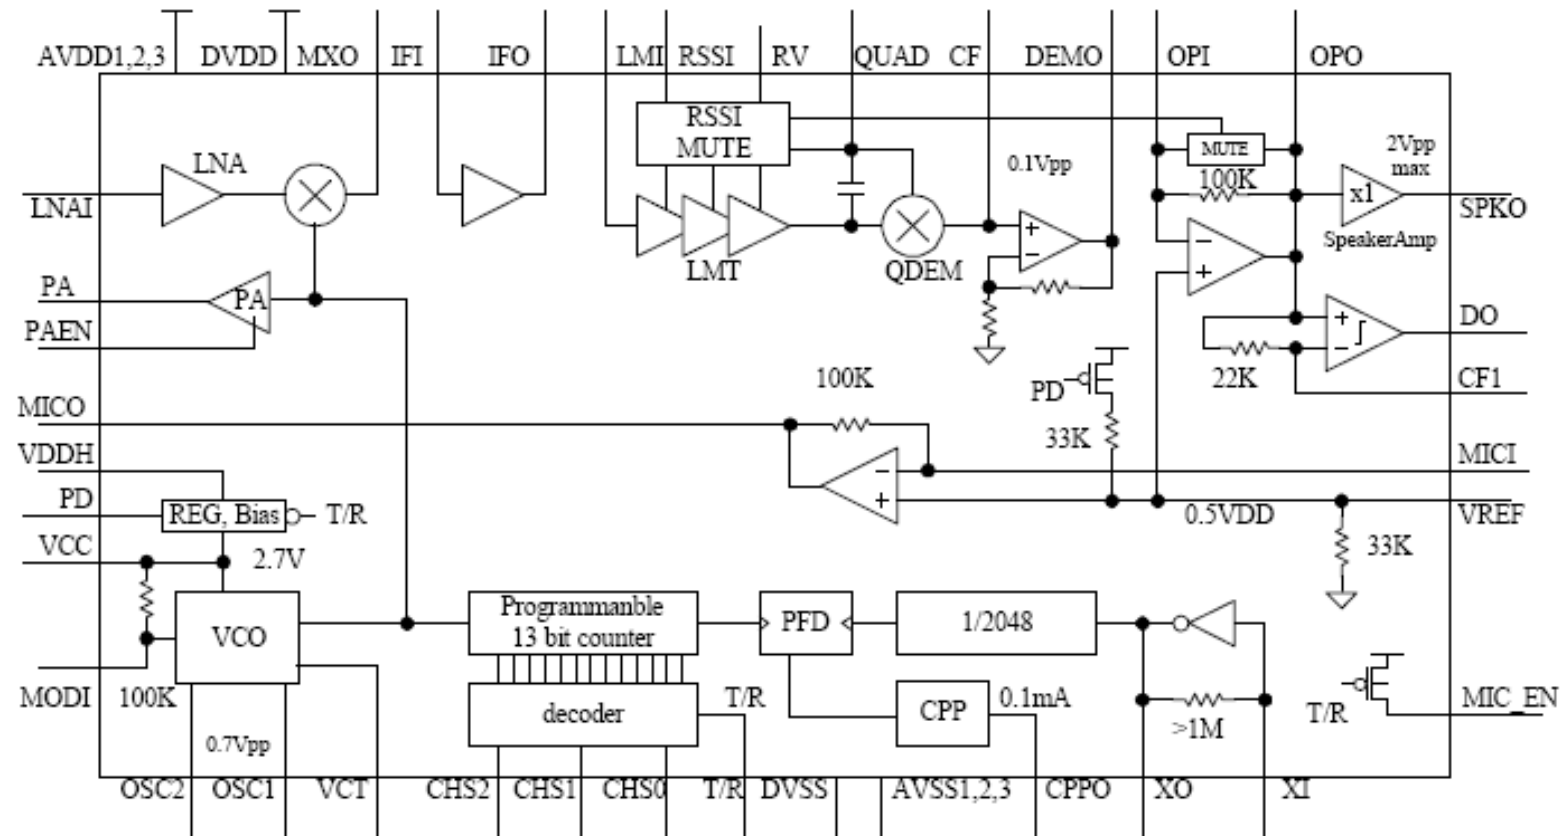 AVDD1,2,3 DVDD MXO IFI IFO LMI RSSI RV QUAD CF DEMO OPI OPO
RSSI
MUTE
MUTE
2Vpp
max
LNA
0.1Vpp
100K
x1
LNAI
SPKO
SpeakerAmp
LMT
QDEM
+
-
-
+
PA
PA
PAEN
+
-
DO
22K
CF1
100K
PD
MICO
33K
VDDH
-
MICI
PD
REG, Bias
T/R
+
0.5VDD
VREF
VCC
2.7V
33K
Programmanble
13 bit counter
PFD
1/2048
VCO
MODI
100K
decoder
T/R
CPP
0.1mA
>1M
T/R
MIC_EN
0.7Vpp
OSC2 OSC1 VCT CHS2 CHS1 CHS0 T/R DVSS AVSS1,2,3 CPPO XO XI